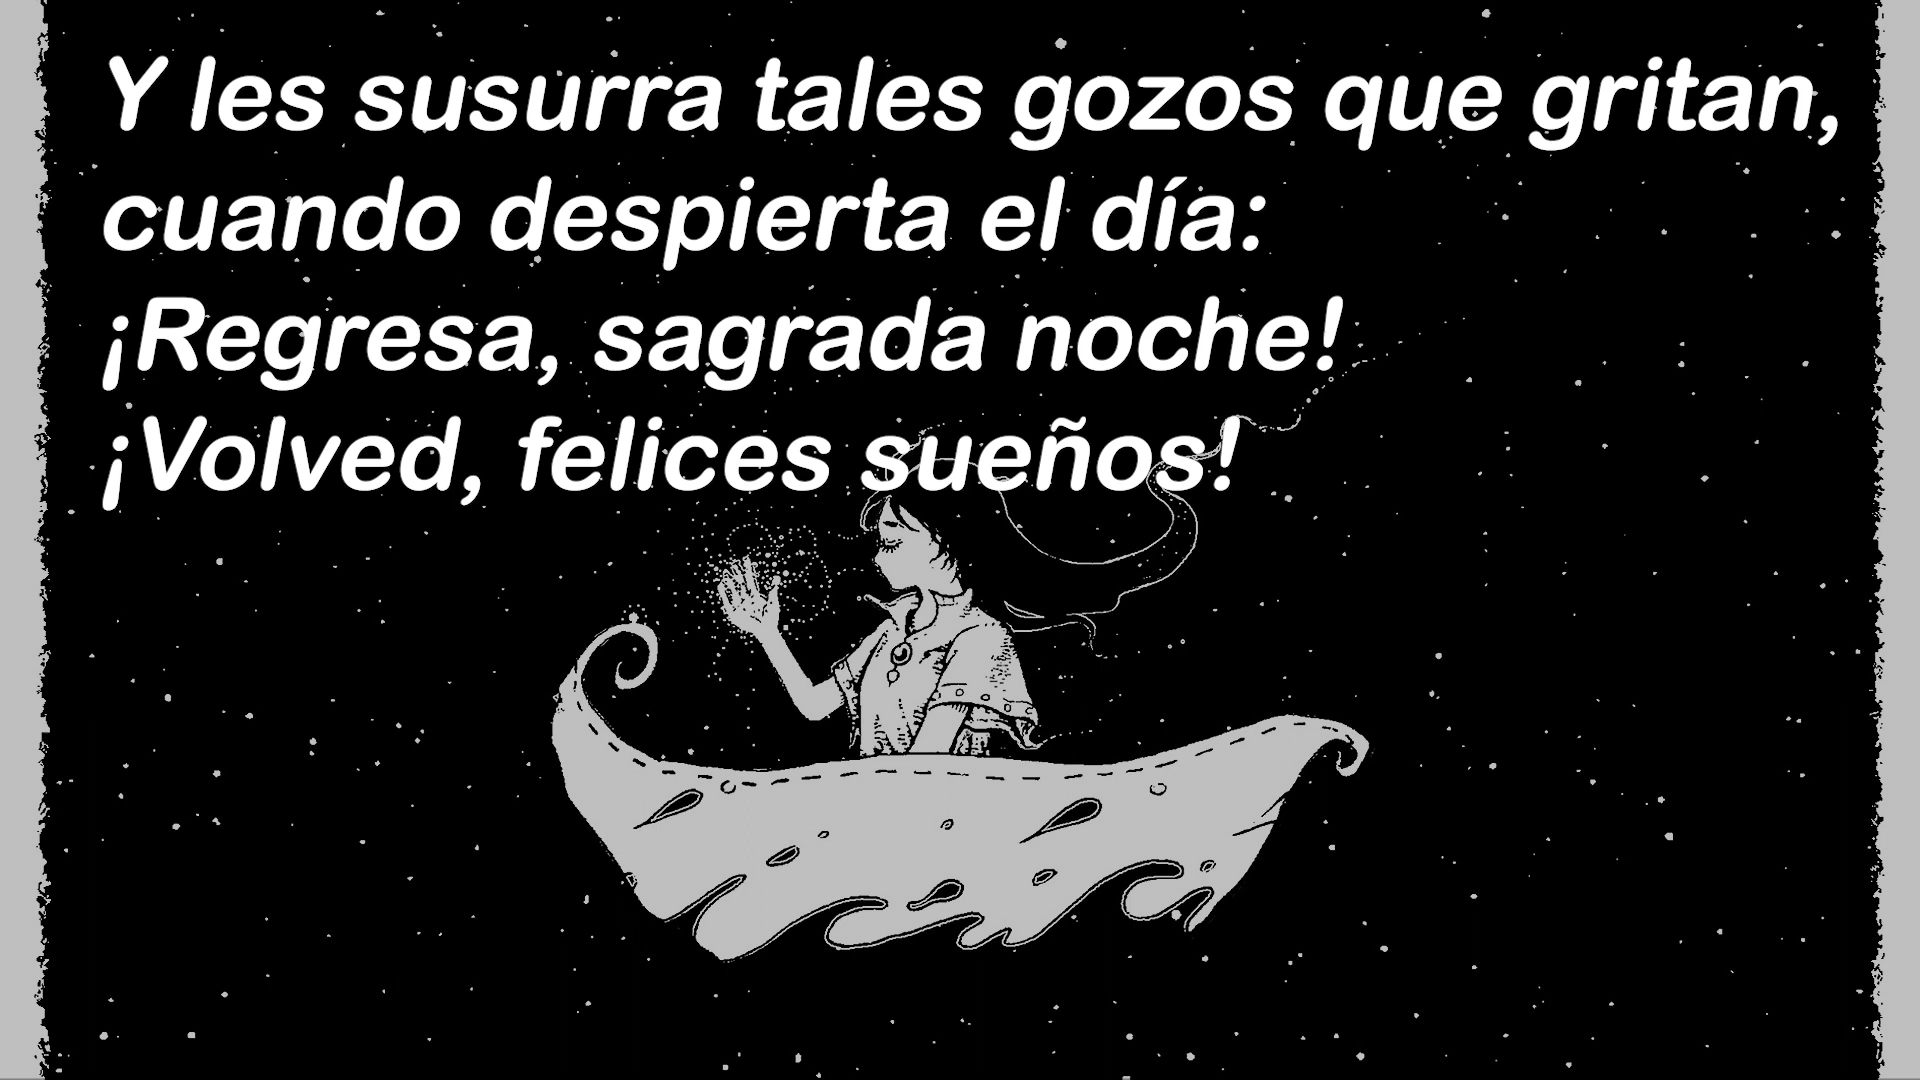 Y les susurra tales gozos que gritan,
cuando despierta el día:
¡Regresa, sagrada noche!
¡Volved, felices sueños!